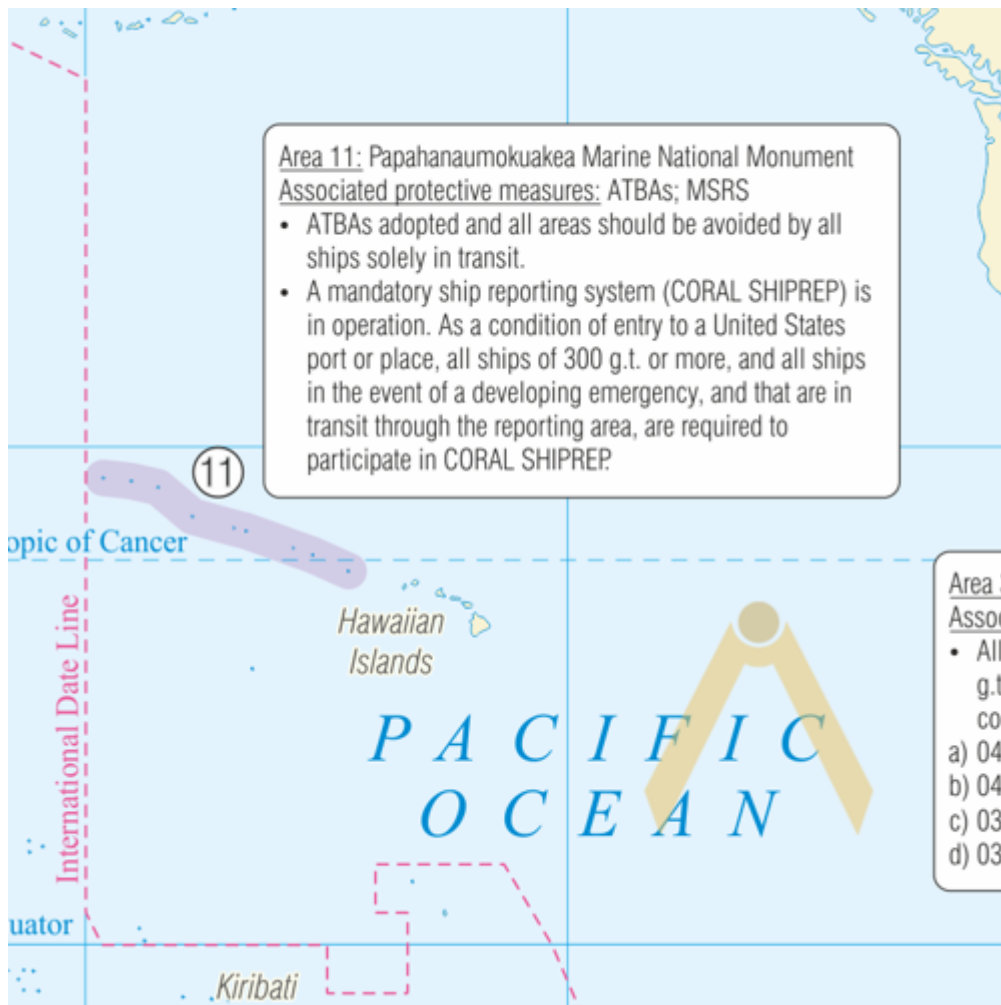 Area 11: Papahanaumokuakea Marine National Monument
Associated protective measures: ATBAs; MSRS
• ATBAs adopted and all areas should be avoided by all
ships solely in transit.
• A mandatory ship reporting system (CORAL SHIPREP) is
in operation. As a condition of entry to a United States
port or place, all ships of 300 g.t. or more, and all ships
in the event of a developing emergency, and that are in
transit through the reporting area, are required to
participate in CORAL SHIPREP.
11
opic of Cancer
International Date Line
Hawaiian
Islands
PACIFIC
OCEAN
Area
Assoc
• All
g.t
co
a) 04
b) 04
c) 03
d) 03
uator
Kiribati